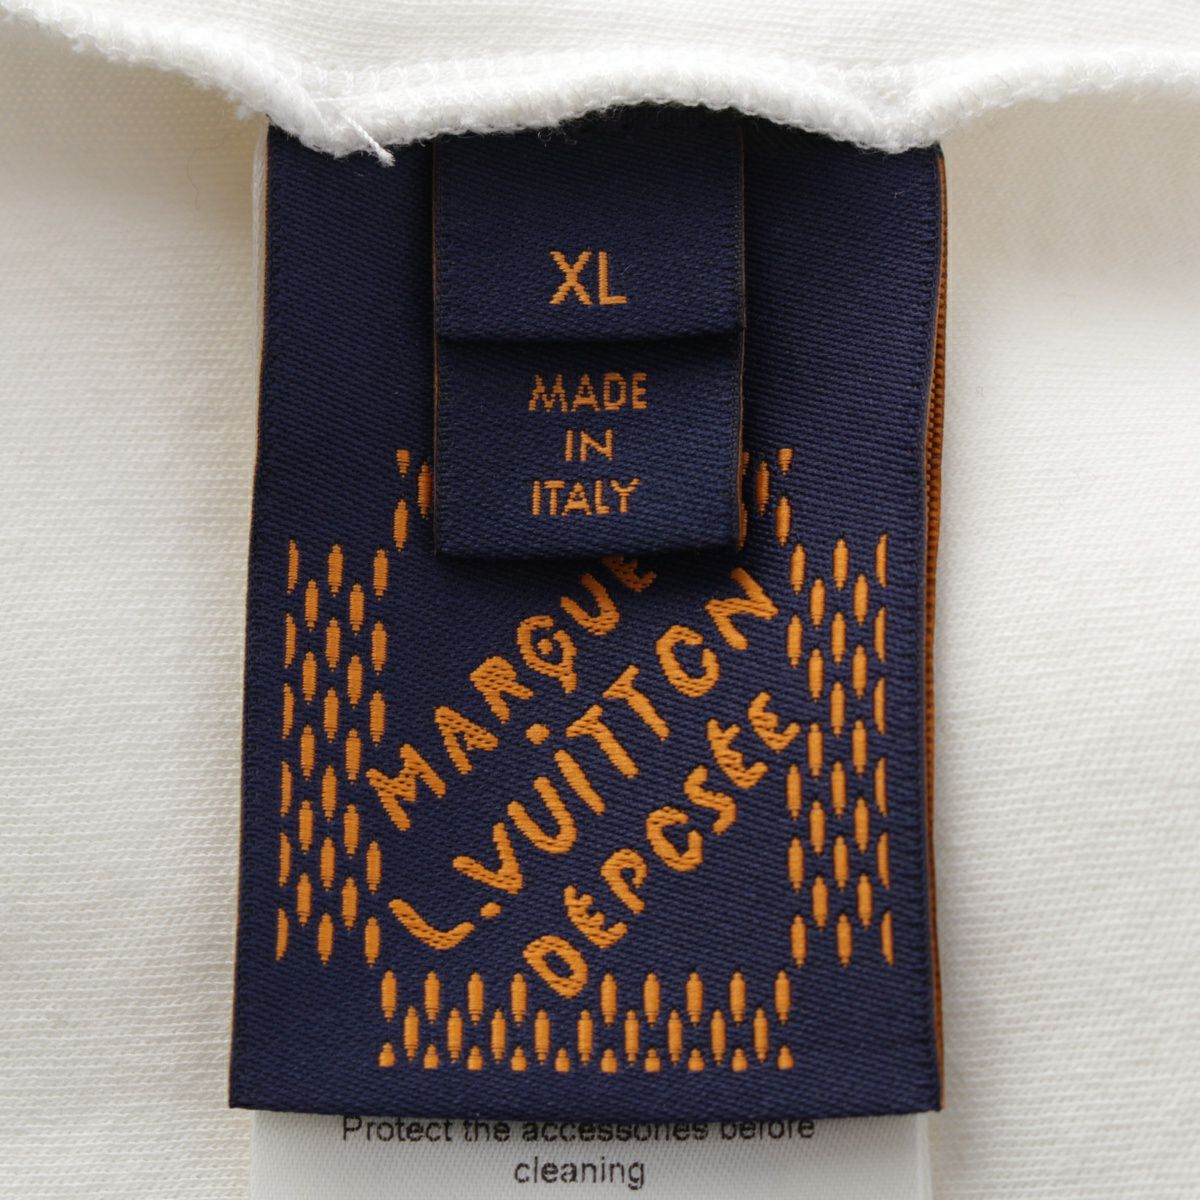 XL
MADE
IN
ITALY
MARQUE
L.VUITTON
DEPOSEE
Protect the accessories before
cleaning